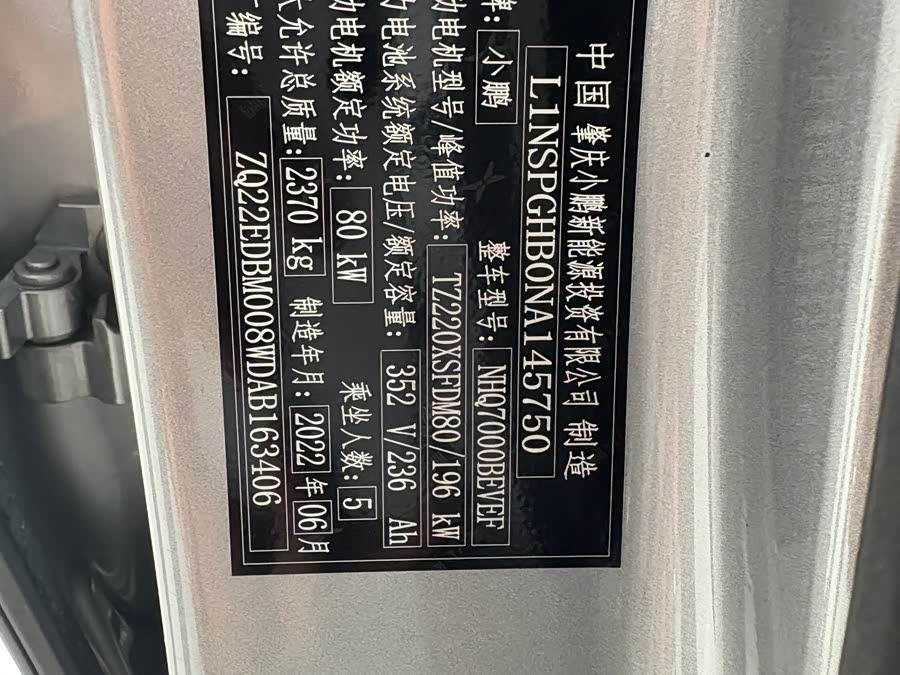 中国 肇庆小鹏新能源投资有限公司 制造
L1NSPGHB0NA145750
牌: 小鹏 整车型号: NHQ7000BEVEF
动电机型号/峰值功率: TZ220XSFDM80/196 kW
力电池系统额定电压/额定容量: 352 V/236 Ah
动电机额定功率: 80 kW 乘坐人数: 5
大允许总质量: 2370 kg 制造年月: 2022 年 06 月
编号: ZQ22EDBM008WDAB163406